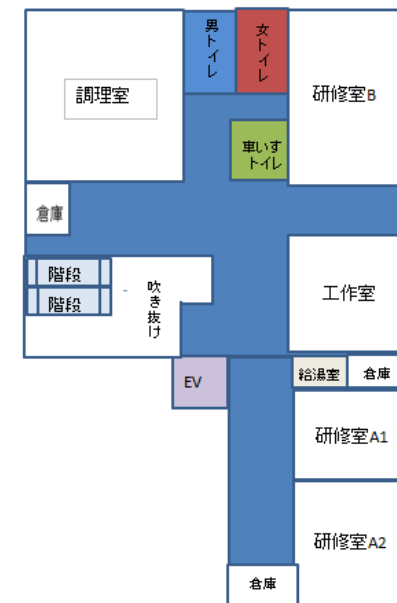 男トイレ
女トイレ
調理室
研修室B
車いす
トイレ
倉庫
階段
階段
吹き抜け
工作室
EV
給湯室
倉庫
研修室A1
研修室A2
倉庫